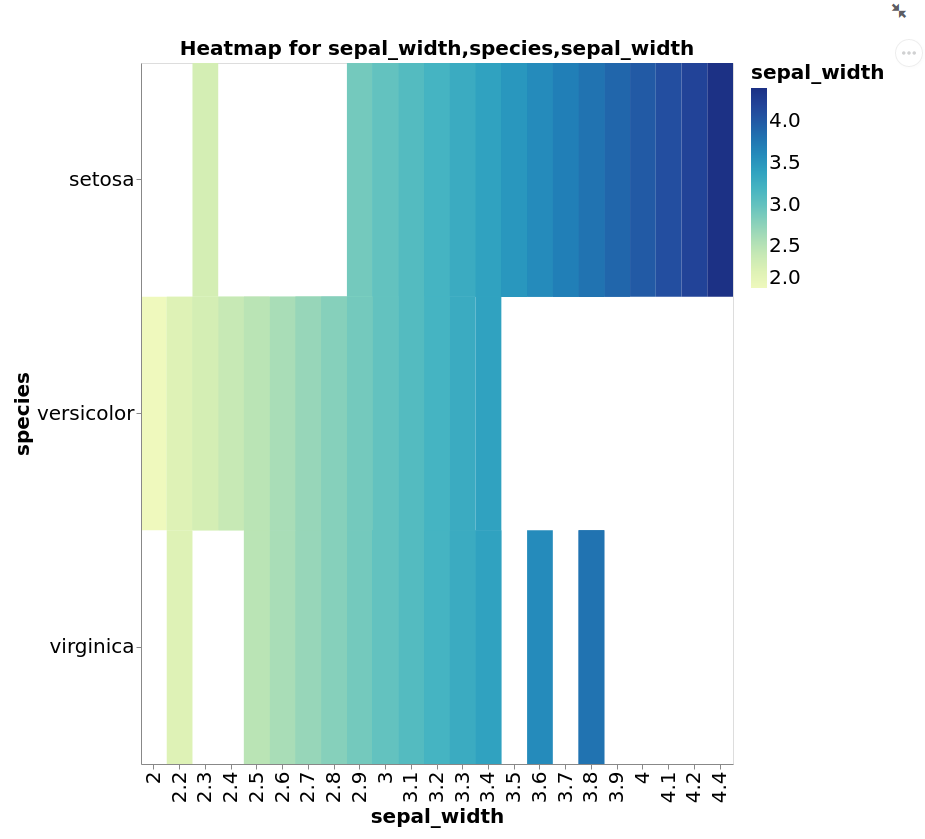 Heatmap for sepal_width,species,sepal_width
sepal_width
4.0
3.5
3.0
2.5
2.0
species
setosa
versicolor
virginica
2 2.2 2.3 2.4 2.5 2.6 2.7 2.8 2.9 3 3.1 3.2 3.3 3.4 3.5 3.6 3.7 3.8 3.9 4 4.1 4.2 4.4
sepal_width